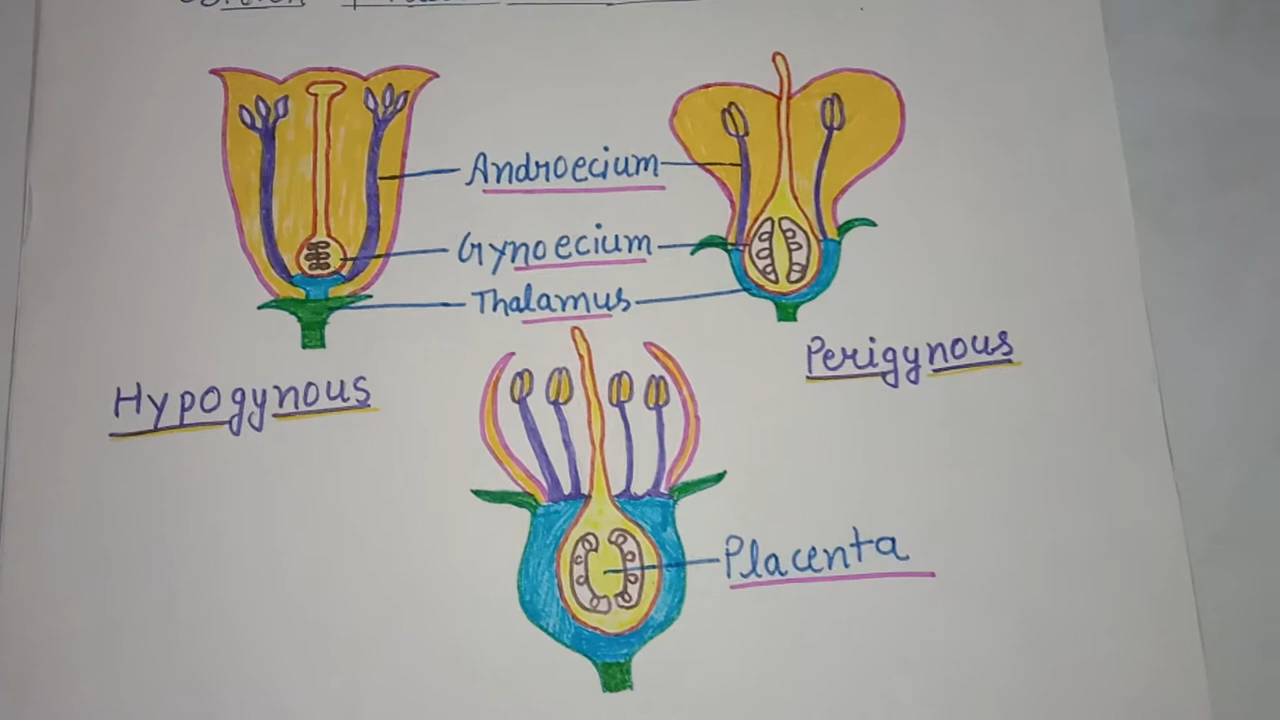 Androecium
Gynoecium
Thalamus
Perigynous
Hypogynous
Placenta